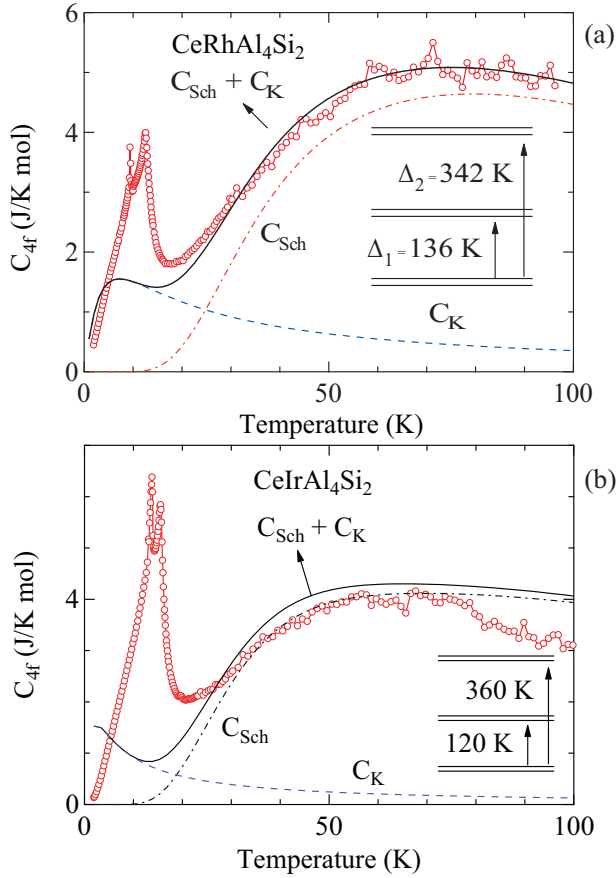 6
(a)
CeRhAl4Si2
CSch + CK
4
Δ2 = 342 K
C4f (J/K mol)
CSch
Δ1 = 136 K
2
CK
0
0 50 100
Temperature (K)
(b)
CeIrAl4Si2
CSch + CK
4
C4f (J/K mol)
360 K
CSch
120 K
CK
0
0 50 100
Temperature (K)